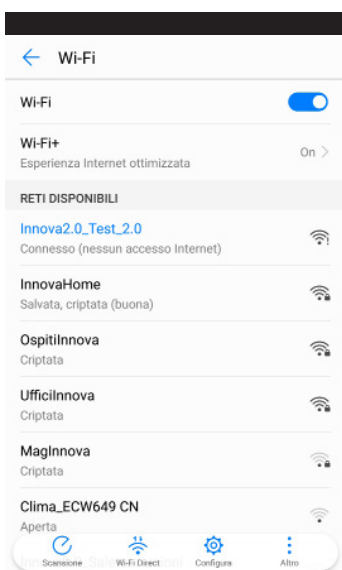 Wi-Fi
Wi-Fi
Wi-Fi+
Esperienza Internet ottimizzata
On
RETI DISPONIBILI
Innova2.0_Test_2.0
Connesso (nessun accesso Internet)
InnovaHome
Salvata, criptata (buona)
OspitiInnova
Criptata
UfficiInnova
Criptata
MagInnova
Criptata
Clima_ECW649 CN
Aperta
Scansione Wi-Fi Direct Configura Altro